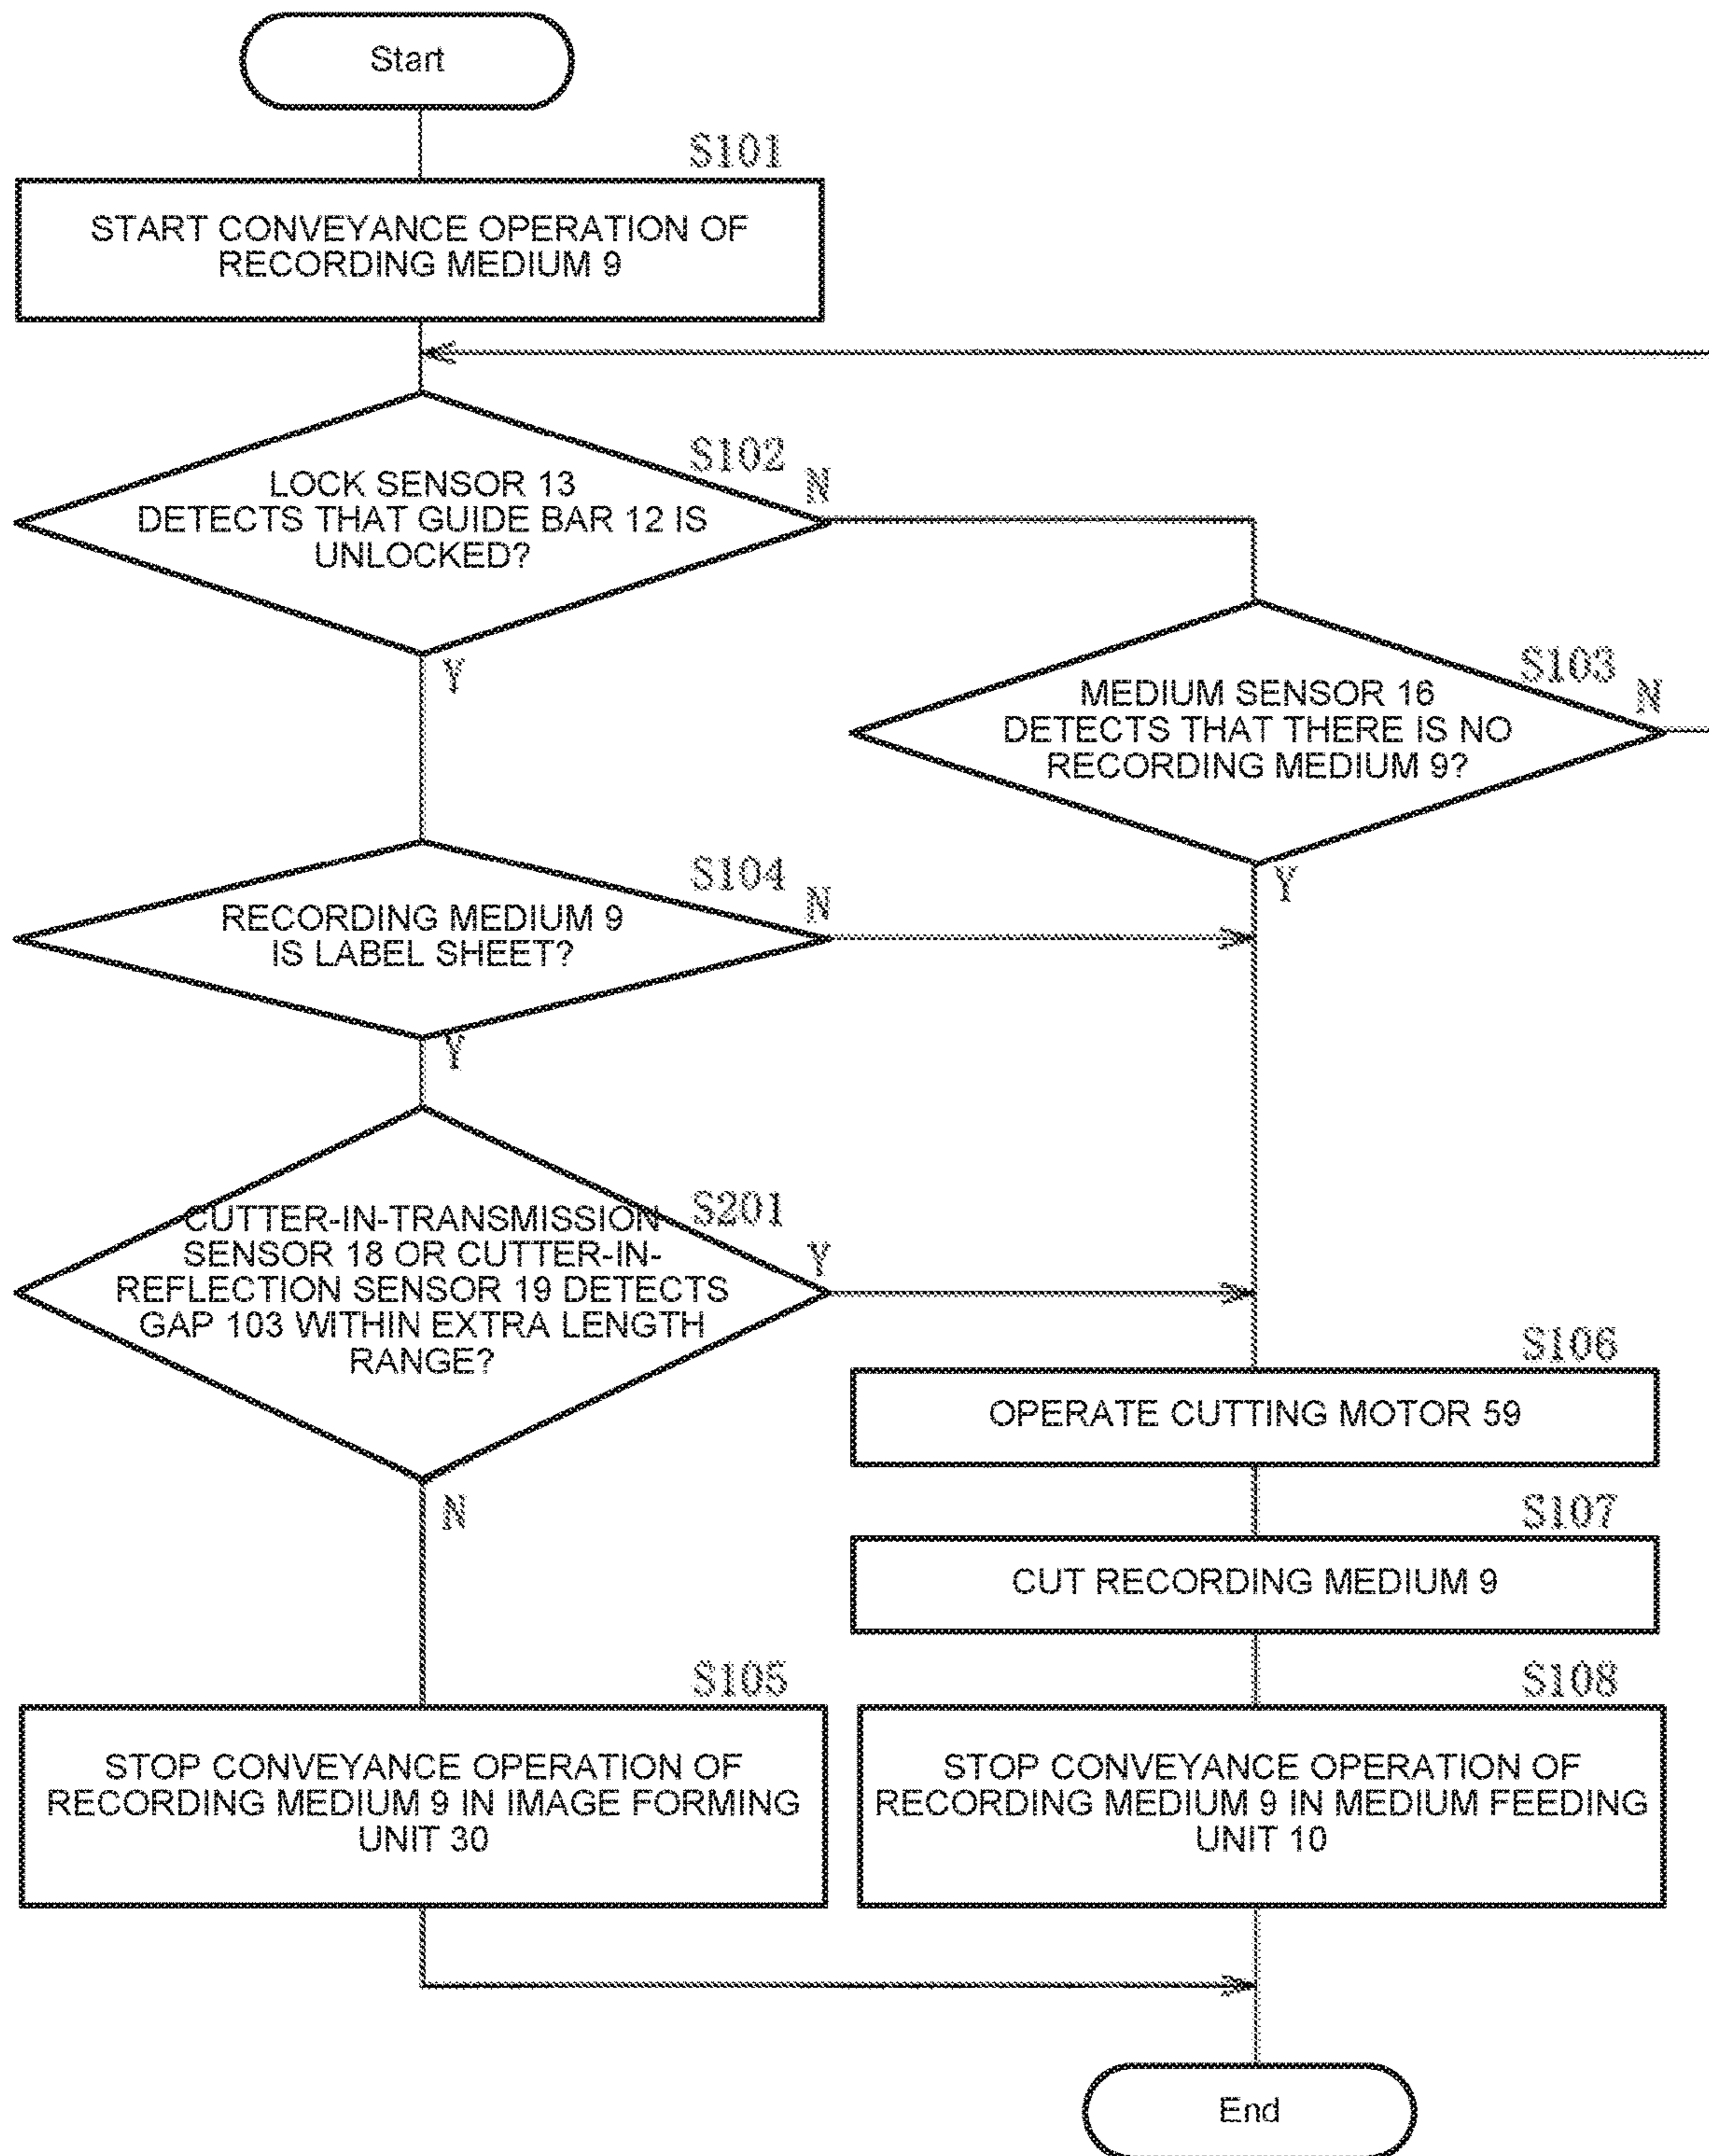 Start
S101
START CONVEYANCE OPERATION OF
RECORDING MEDIUM 9
S102
LOCK SENSOR 13
DETECTS THAT GUIDE BAR 12 IS
UNLOCKED?
N
Y
S103
MEDIUM SENSOR 16
DETECTS THAT THERE IS NO
RECORDING MEDIUM 9?
N
Y
S104
RECORDING MEDIUM 9
IS LABEL SHEET?
N
Y
S201
CUTTER-IN-TRANSMISSION
SENSOR 18 OR CUTTER-IN-
REFLECTION SENSOR 19 DETECTS
GAP 103 WITHIN EXTRA LENGTH
RANGE?
Y
N
S106
OPERATE CUTTING MOTOR 59
S107
CUT RECORDING MEDIUM 9
S105
STOP CONVEYANCE OPERATION OF
RECORDING MEDIUM 9 IN IMAGE FORMING
UNIT 30
S108
STOP CONVEYANCE OPERATION OF
RECORDING MEDIUM 9 IN MEDIUM FEEDING
UNIT 10
End